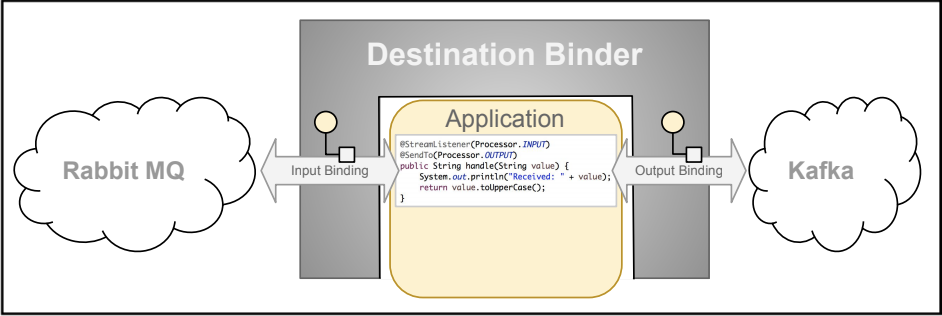 Destination Binder
Rabbit MQ
Input Binding
Application
@StreamListener(Processor.INPUT)
@SendTo(Processor.OUTPUT)
public String handle(String value) {
    System.out.println("Received: " + value);
    return value.toUpperCase();
}
Output Binding
Kafka